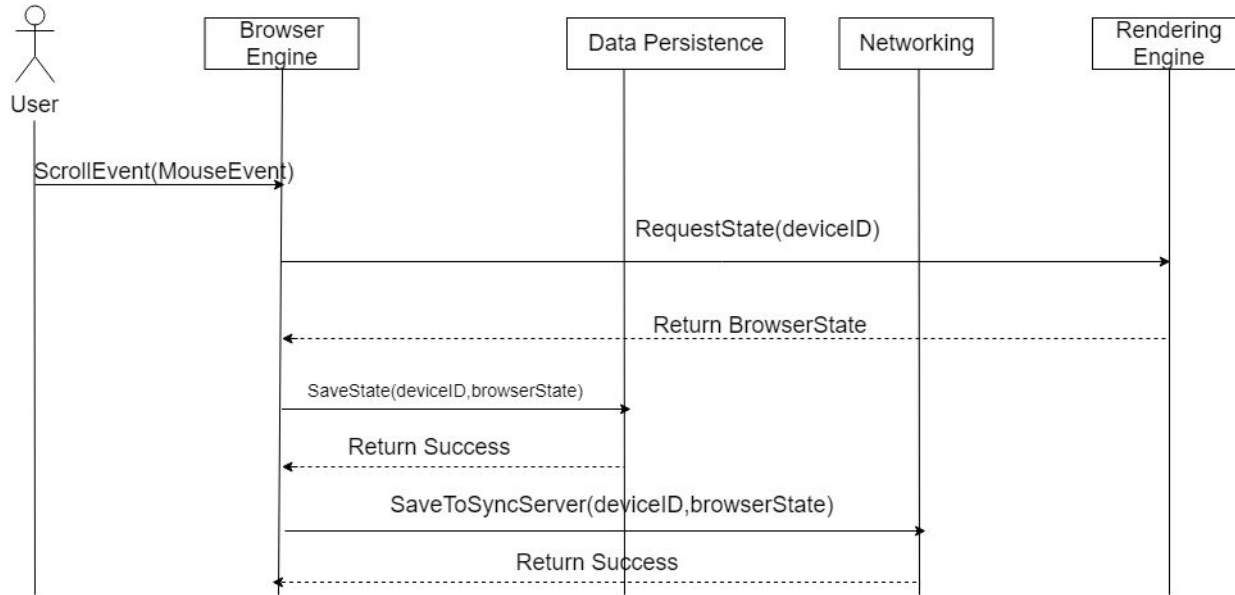 Browser
Engine
Data Persistence
Networking
Rendering
Engine
User
ScrollEvent(MouseEvent)
RequestState(deviceID)
Return BrowserState
SaveState(deviceID,browserState)
Return Success
SaveToSyncServer(deviceID,browserState)
Return Success